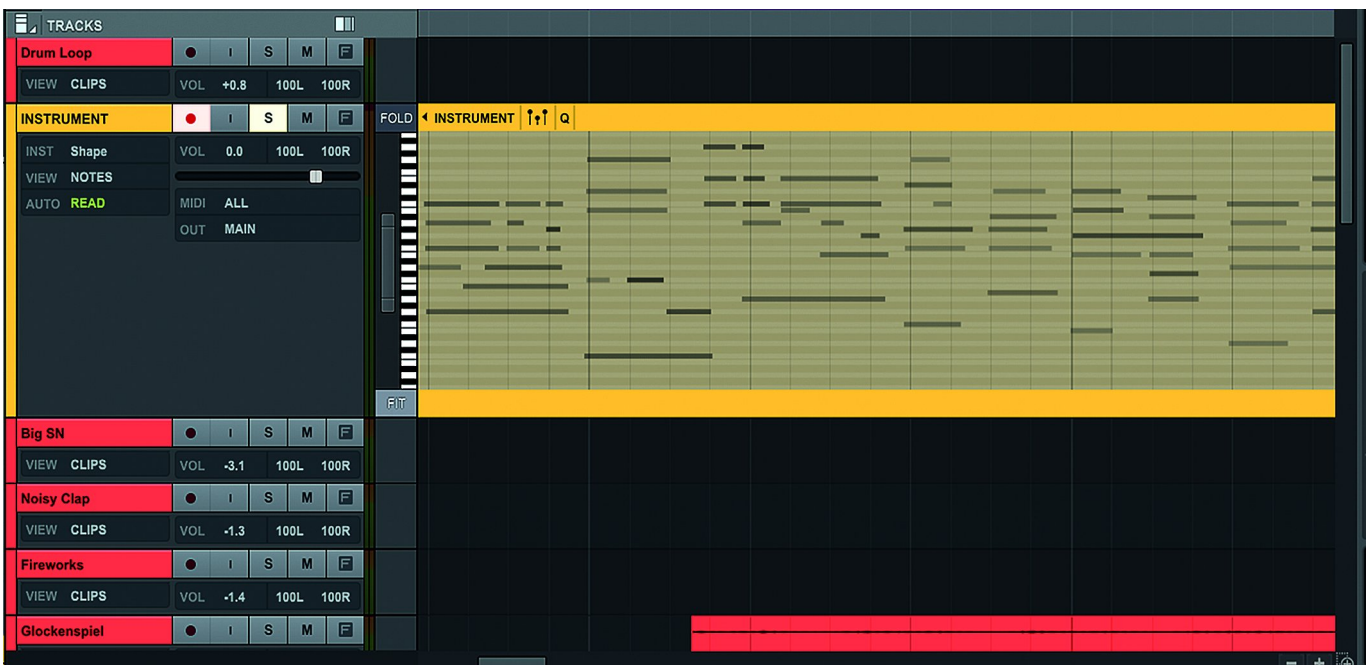 TRACKS
Drum Loop I S M F
VIEW CLIPS VOL +0.8 100L 100R
INSTRUMENT I S M F FOLD INSTRUMENT Q
INST Shape VOL 0.0 100L 100R
VIEW NOTES
AUTO READ MIDI ALL
OUT MAIN
FIT
Big SN I S M F
VIEW CLIPS VOL -3.1 100L 100R
Noisy Clap I S M F
VIEW CLIPS VOL -1.3 100L 100R
Fireworks I S M F
VIEW CLIPS VOL -1.4 100L 100R
Glockenspiel I S M F